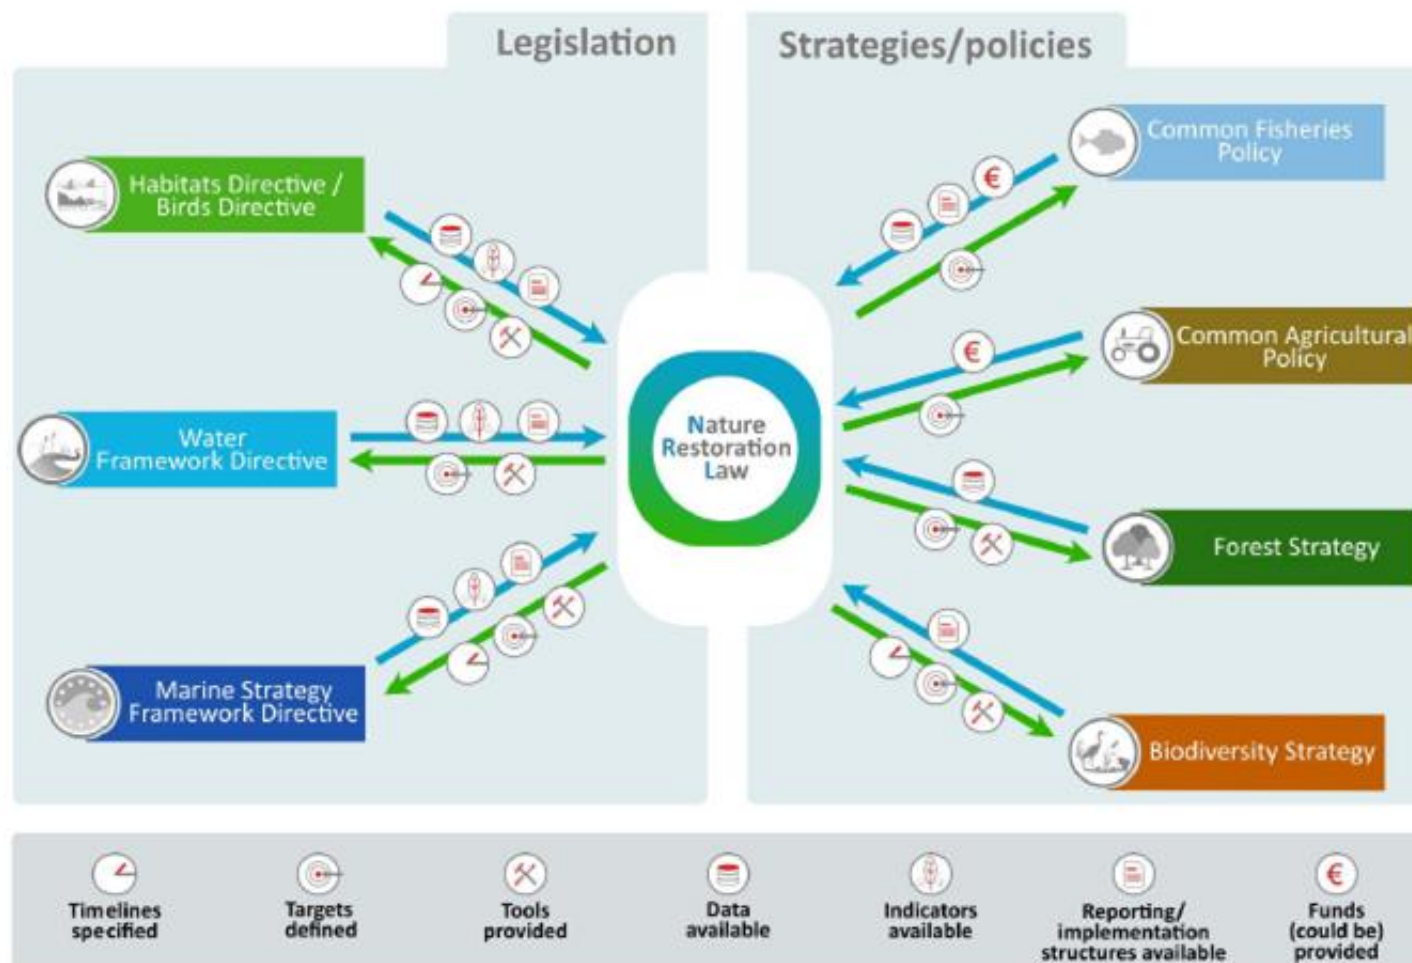 Legislation
Strategies/policies
Habitats Directive /
Birds Directive
Water
Framework Directive
Marine Strategy
Framework Directive
Nature
Restoration
Law
Common Fisheries
Policy
Common Agricultural
Policy
Forest Strategy
Biodiversity Strategy
€
€
Timelines
specified
Targets
defined
Tools
provided
Data
available
Indicators
available
Reporting/
implementation
structures available
€
Funds
(could be)
provided